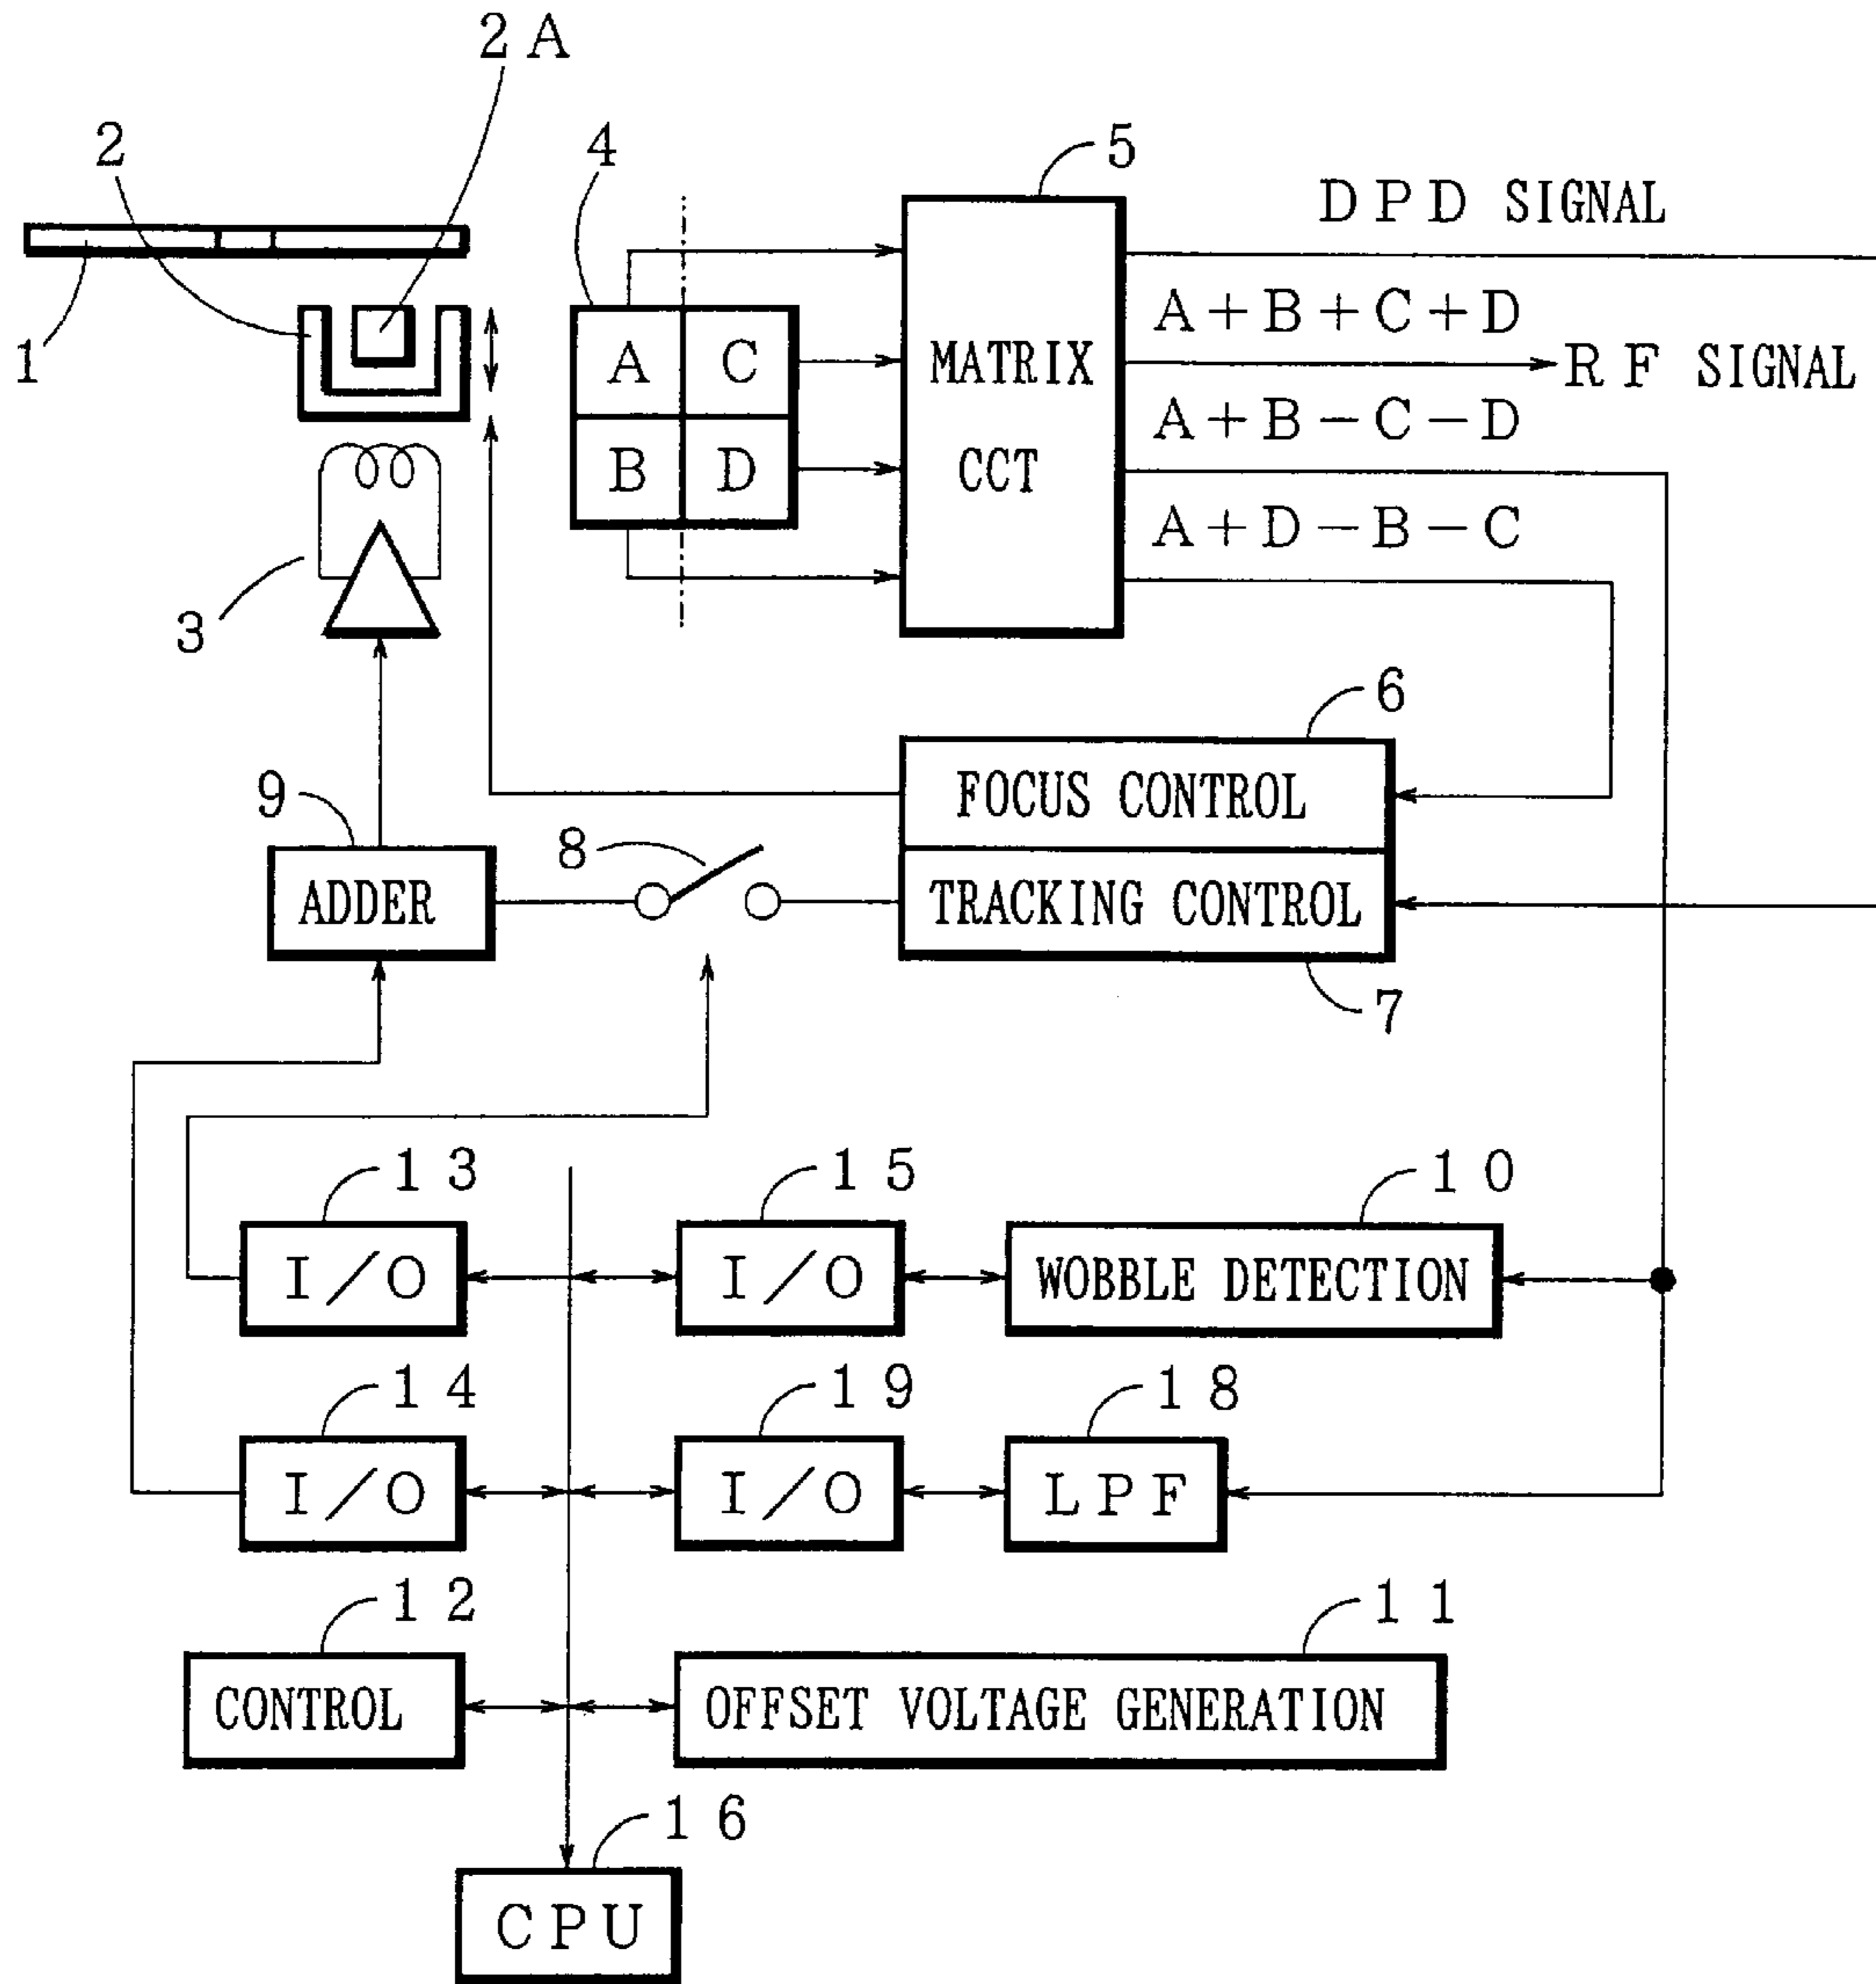 2A
2
4
5
DPD SIGNAL
A+B+C+D
1
A C
MATRIX
RF SIGNAL
A+B-C-D
B D
CCT
A+D-B-C
3
6
9
FOCUS CONTROL
8
ADDER
TRACKING CONTROL
7
13
15
10
I/O
I/O
WOBBLE DETECTION
14
19
18
I/O
I/O
LPF
12
11
CONTROL
OFFSET VOLTAGE GENERATION
16
CPU